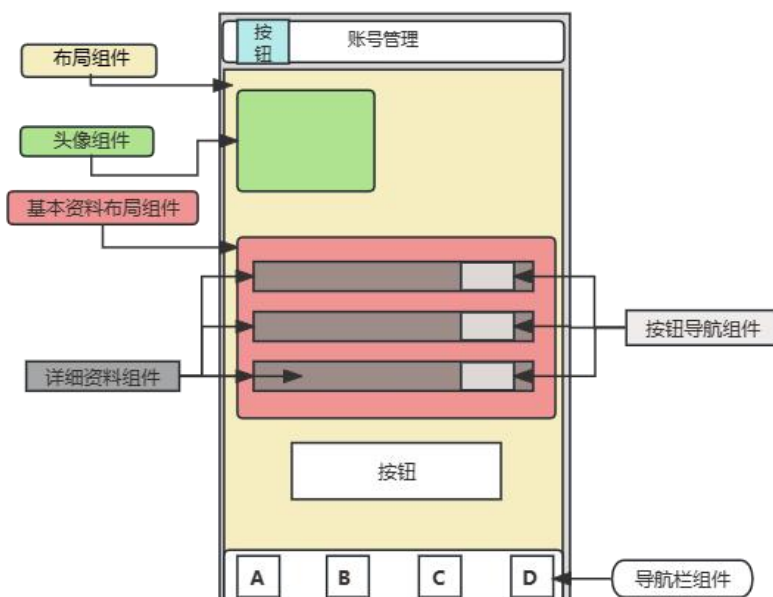 按
钮
账号管理
布局组件
头像组件
基本资料布局组件
按钮导航组件
详细资料组件
按钮
A B C D
导航栏组件